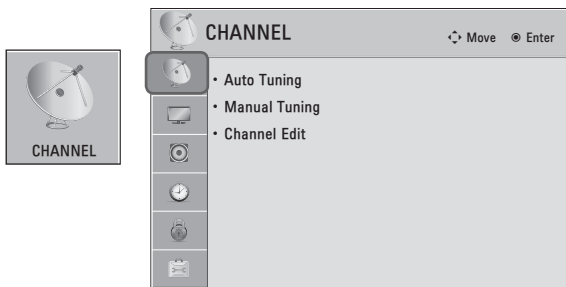 CHANNEL
CHANNEL Move Enter
• Auto Tuning
• Manual Tuning
• Channel Edit